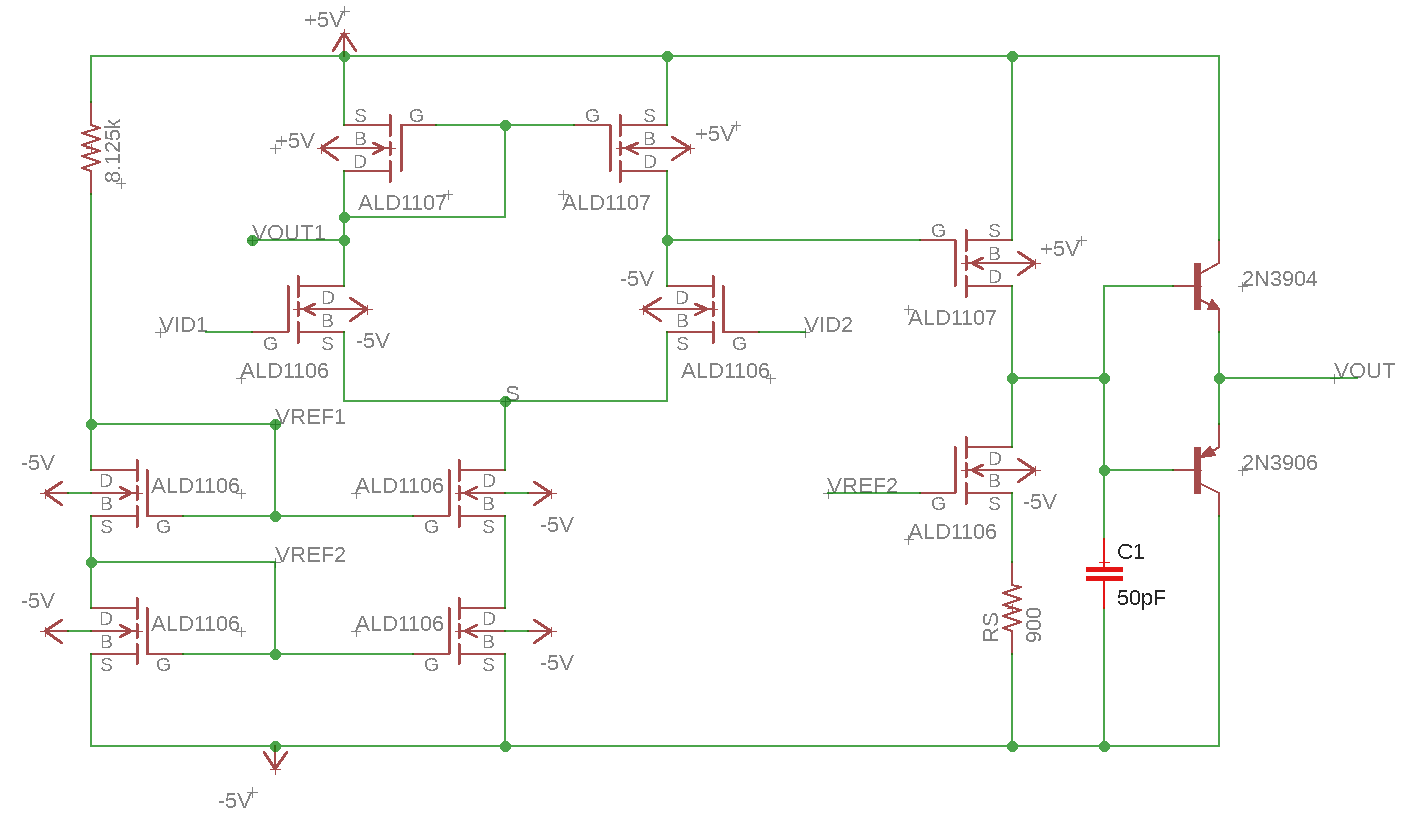 +5V
S
G
G
S
+5V
B
B
+5V
D
D
8.125k
ALD1107
ALD1107
VOUT1
G
S
+5V
B
D
-5V
2N3904
D
D
VID1
B
B
VID2
ALD1107
G
S
-5V
S
G
ALD1106
ALD1106
VOUT
S
VREF1
-5V
D
ALD1106
ALD1106
D
B
B
S
G
G
S
-5V
2N3906
D
VREF2
B
G
S
-5V
ALD1106
VREF2
C1
-5V
D
ALD1106
ALD1106
D
B
B
S
G
G
S
-5V
50pF
RS
900
-5V